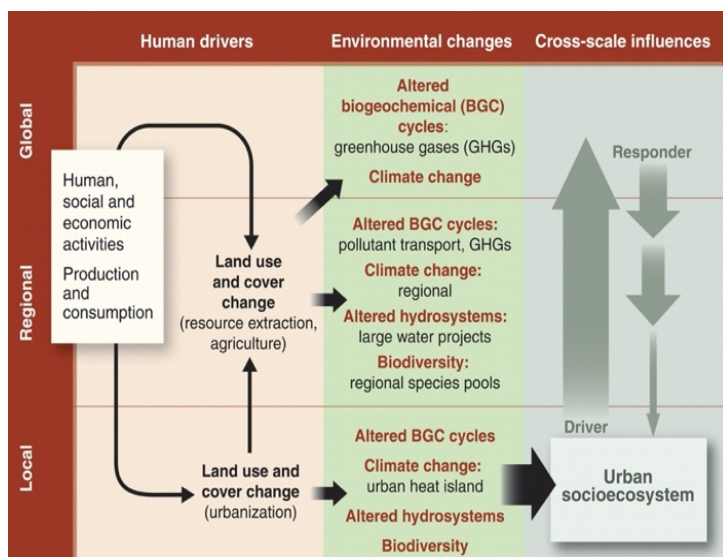 Human drivers
Environmental changes
Cross-scale influences
Global
Regional
Local
Human,
social and
economic
activities
Production and
consumption
Land use
and cover
change
(resource extraction,
agriculture)
Land use and
cover change
(urbanization)
Altered
biogeochemical (BGC)
cycles:
greenhouse gases (GHGs)
Climate change
Altered BGC cycles:
pollutant transport, GHGs
Climate change:
regional
Altered hydrosystems:
large water projects
Biodiversity:
regional species pools
Altered BGC cycles
Climate change:
urban heat island
Altered hydrosystems
Biodiversity
Responder
Driver
Urban
socioecosystem